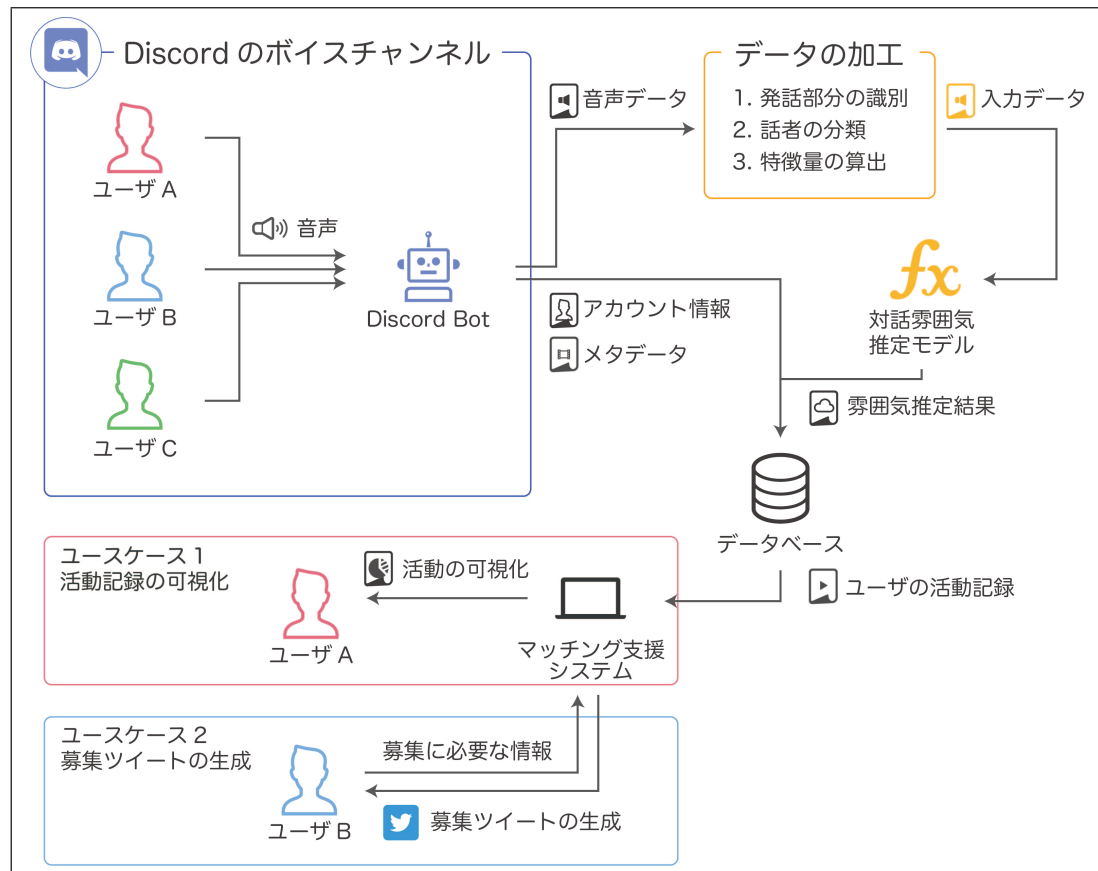 Discord のボイスチャンネル
ユーザ A
ユーザ B
ユーザ C
音声
Discord Bot
音声データ
データの加工
1. 発話部分の識別
2. 話者の分類
3. 特徴量の算出
入力データ
fx
対話雰囲気
推定モデル
アカウント情報
メタデータ
雰囲気推定結果
データベース
ユーザの活動記録
ユースケース 1
活動記録の可視化
活動の可視化
ユーザ A
マッチング支援
システム
ユースケース 2
募集ツイートの生成
募集に必要な情報
ユーザ B
募集ツイートの生成